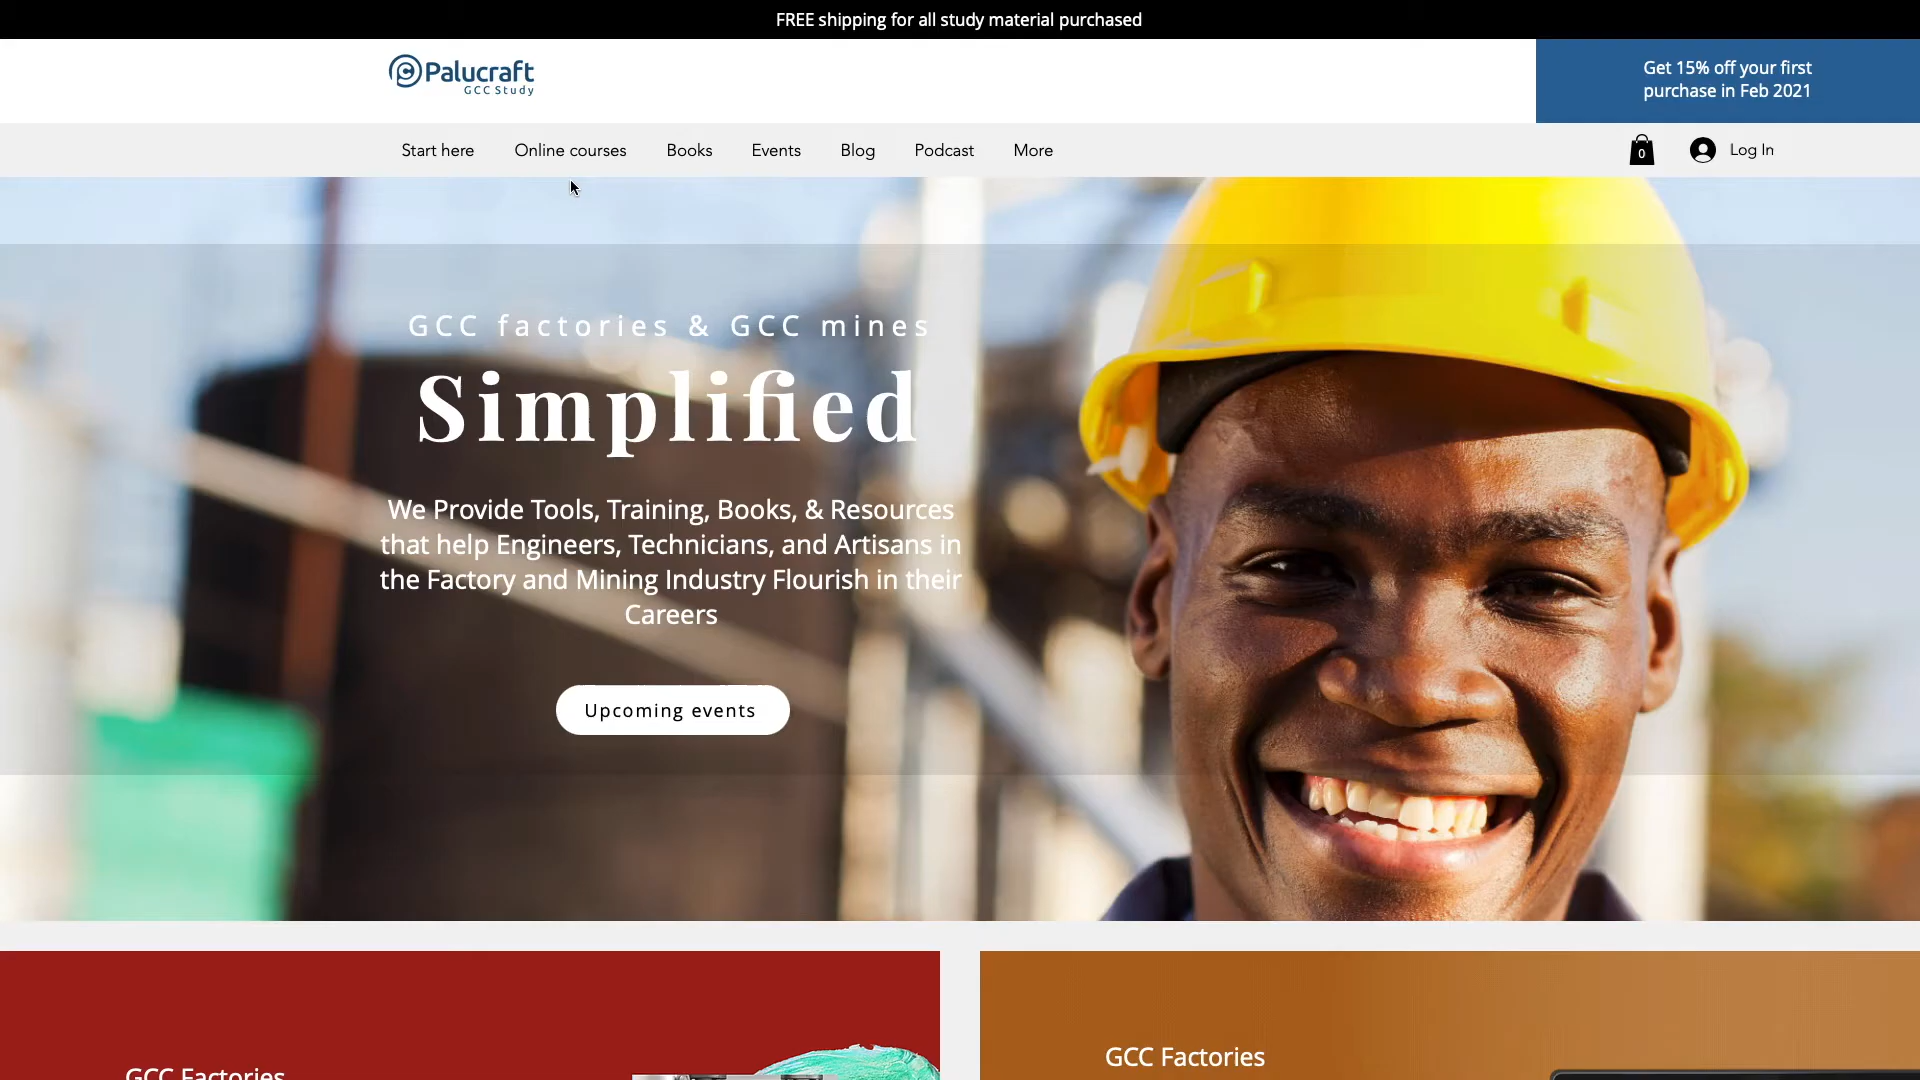 FREE shipping for all study material purchased
Palucraft
GCC Study
Get 15% off your first
purchase in Feb 2021
Start here
Online courses
Books
Events
Blog
Podcast
More
0
Log In
GCC factories & GCC mines
Simplified
We Provide Tools, Training, Books, & Resources
that help Engineers, Technicians, and Artisans in
the Factory and Mining Industry Flourish in their
Careers
Upcoming events
GCC Factories
GCC Factories